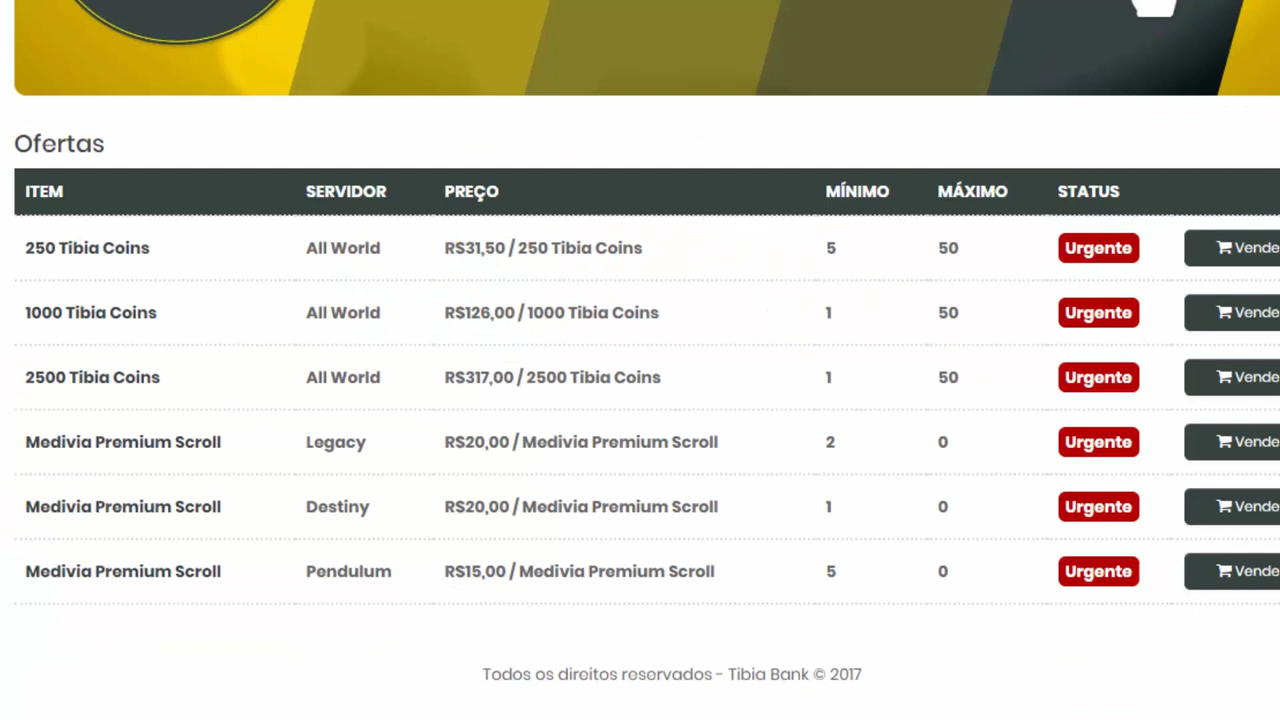 Ofertas
ITEM SERVIDOR PREÇO MÍNIMO MÁXIMO STATUS
250 Tibia Coins All World R$31,50 / 250 Tibia Coins 5 50 Urgente Vende
1000 Tibia Coins All World R$126,00 / 1000 Tibia Coins 1 50 Urgente Vende
2500 Tibia Coins All World R$317,00 / 2500 Tibia Coins 1 50 Urgente Vende
Medivia Premium Scroll Legacy R$20,00 / Medivia Premium Scroll 2 0 Urgente Vende
Medivia Premium Scroll Destiny R$20,00 / Medivia Premium Scroll 1 0 Urgente Vende
Medivia Premium Scroll Pendulum R$15,00 / Medivia Premium Scroll 5 0 Urgente Vende
Todos os direitos reservados - Tibia Bank © 2017